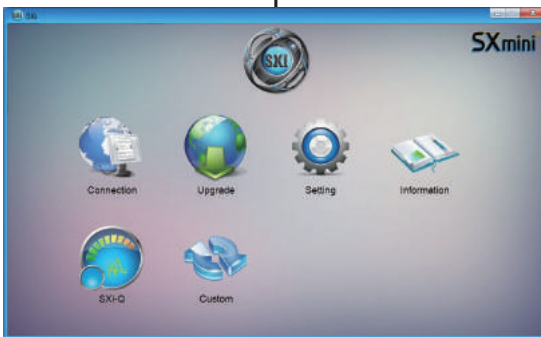 SXi
SXmini
SXI
Connection
Upgrade
Setting
Information
SXi-Q
Custom